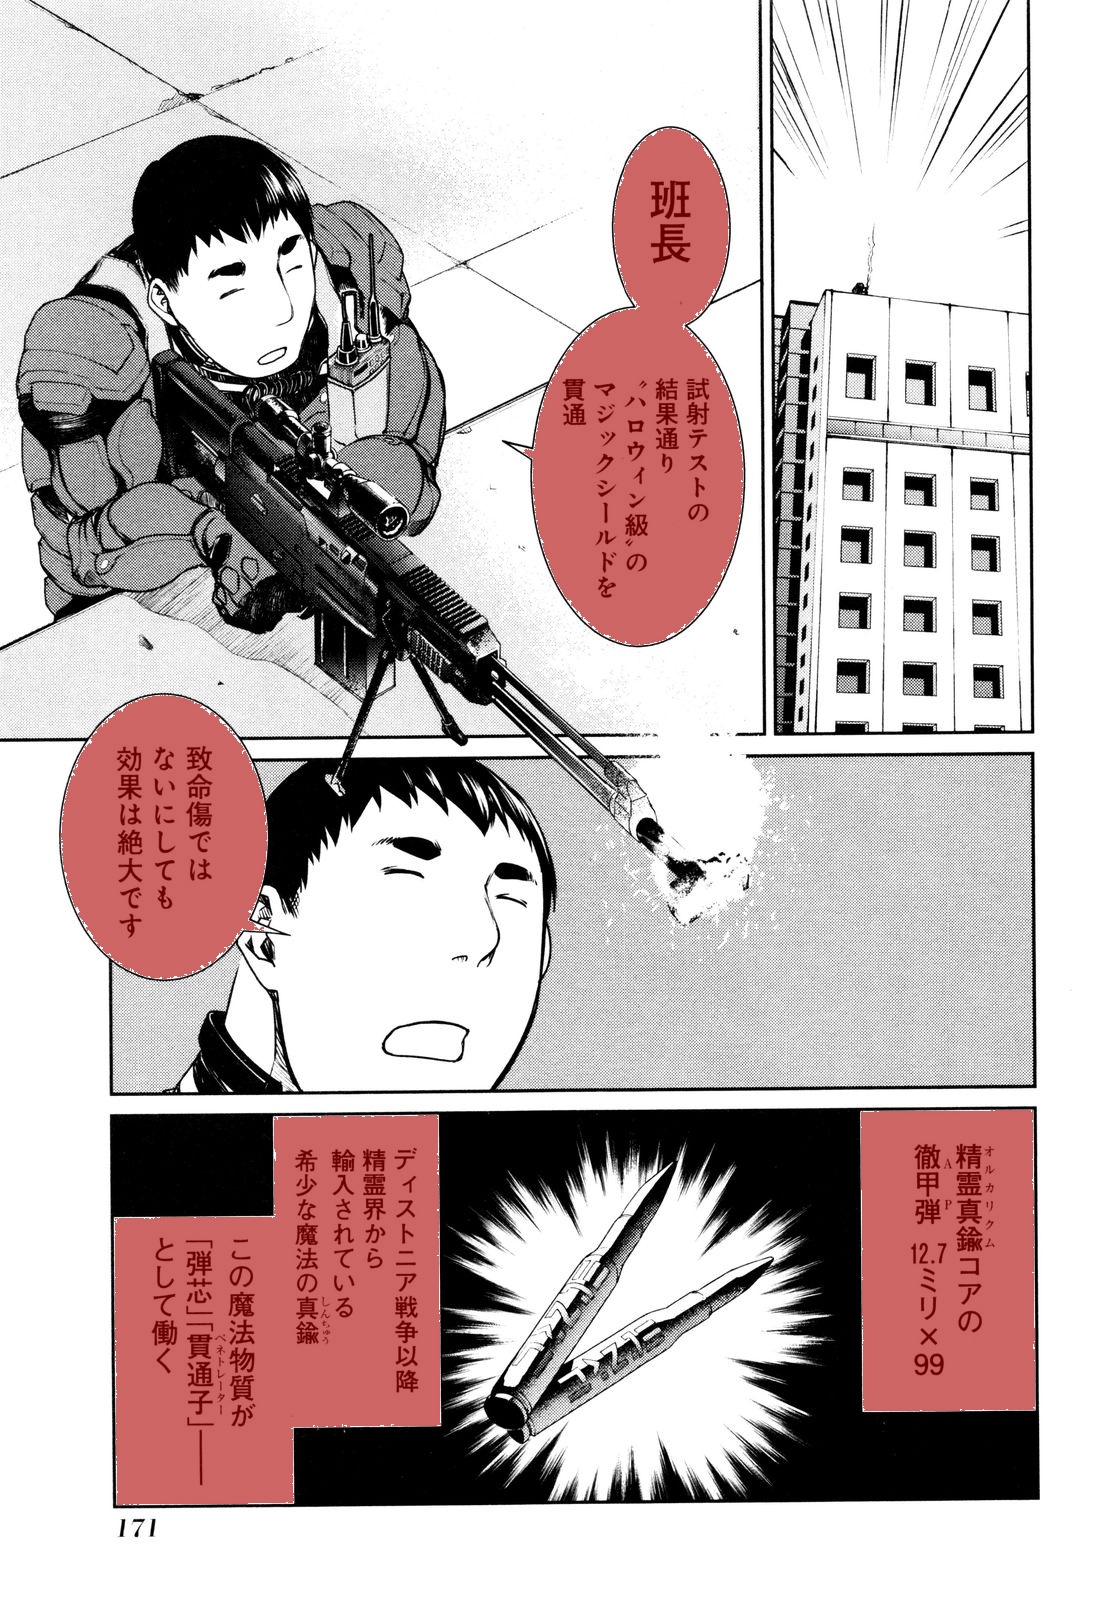 班長
試射テストの
結果通り
〝ハロウィン級〟の
マジックシールドを
貫通
致命傷では
ないにしても
効果は絶大です
オルカリクム
精霊真鍮コアの
AP
徹甲弾 12.7ミリ×99
ディストニア戦争以降
精霊界から
輸入されている
希少な魔法の真鍮
しんちゅう
この魔法物質が
「弾芯」「貫通子」――
ペネトレーター
として働く
171